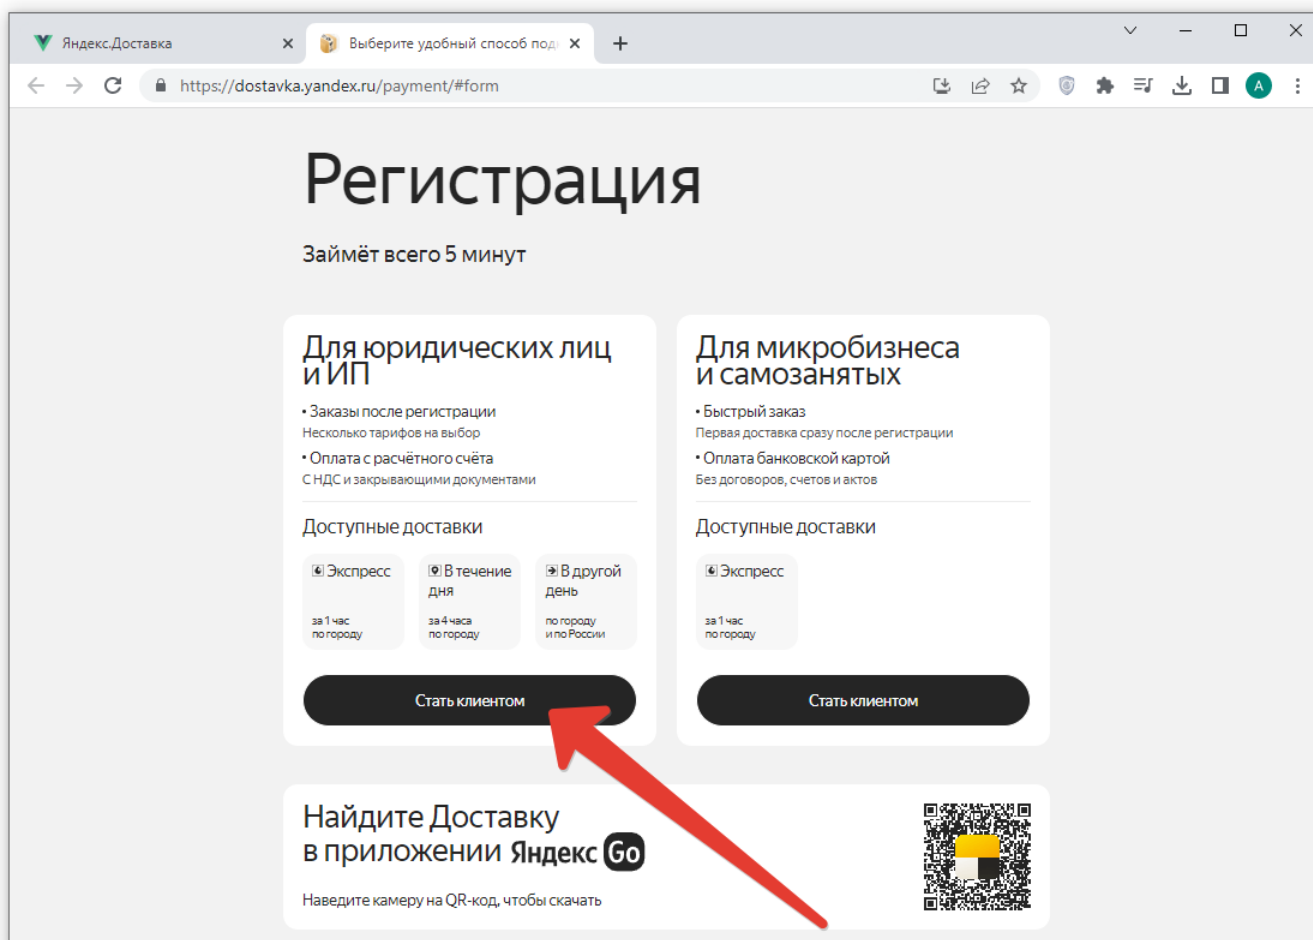 Яндекс.Доставка
Выберите удобный способ под
https://dostavka.yandex.ru/payment/#form
A
Регистрация
Займёт всего 5 минут
Для юридических лиц
и ИП
• Заказы после регистрации
Несколько тарифов на выбор
• Оплата с расчётного счёта
С НДС и закрывающими документами
Доступные доставки
Экспресс
за 1 час
по городу
В течение
дня
за 4 часа
по городу
В другой
день
по городу
и по России
Стать клиентом
Для микробизнеса
и самозанятых
• Быстрый заказ
Первая доставка сразу после регистрации
• Оплата банковской картой
Без договоров, счетов и актов
Доступные доставки
Экспресс
за 1 час
по городу
Стать клиентом
Найдите Доставку
в приложении Яндекс Go
Наведите камеру на QR-код, чтобы скачать